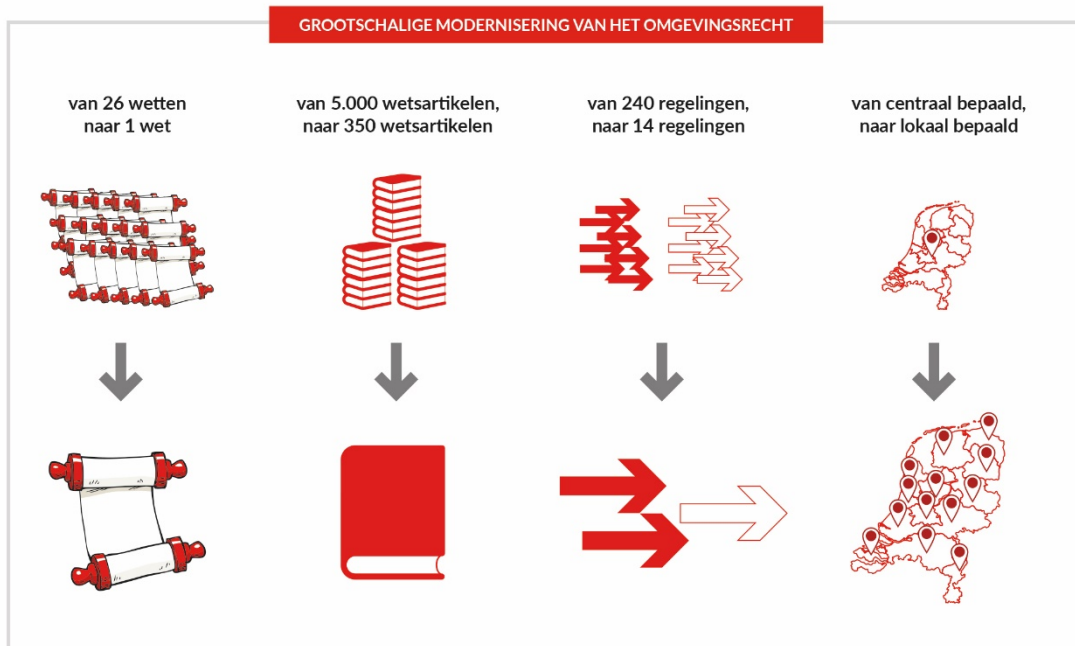 GROOTSCHALIGE MODERNISERING VAN HET OMGEVINGSRECHT
van 26 wetten
naar 1 wet
van 5.000 wetsartikelen,
naar 350 wetsartikelen
van 240 regelingen,
naar 14 regelingen
van centraal bepaald,
naar lokaal bepaald